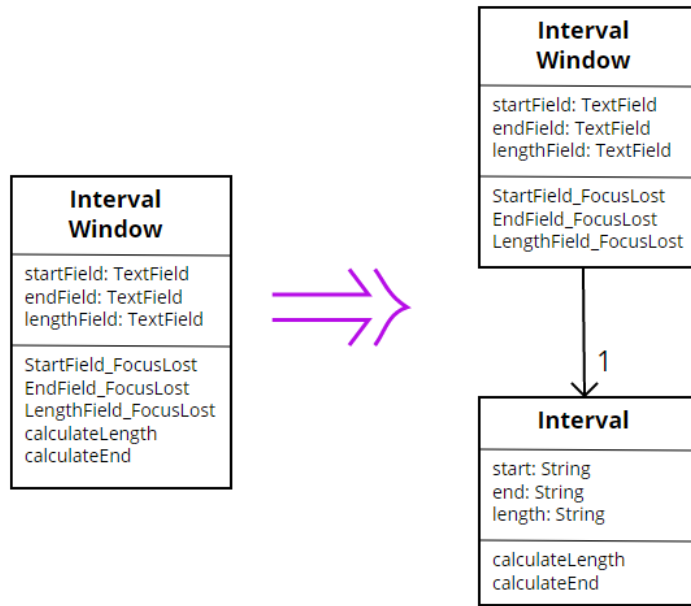 Interval
Window
startField: TextField
endField: TextField
lengthField: TextField
StartField_FocusLost
EndField_FocusLost
LengthField_FocusLost
calculateLength
calculateEnd
Interval
Window
startField: TextField
endField: TextField
lengthField: TextField
StartField_FocusLost
EndField_FocusLost
LengthField_FocusLost
1
Interval
start: String
end: String
length: String
calculateLength
calculateEnd